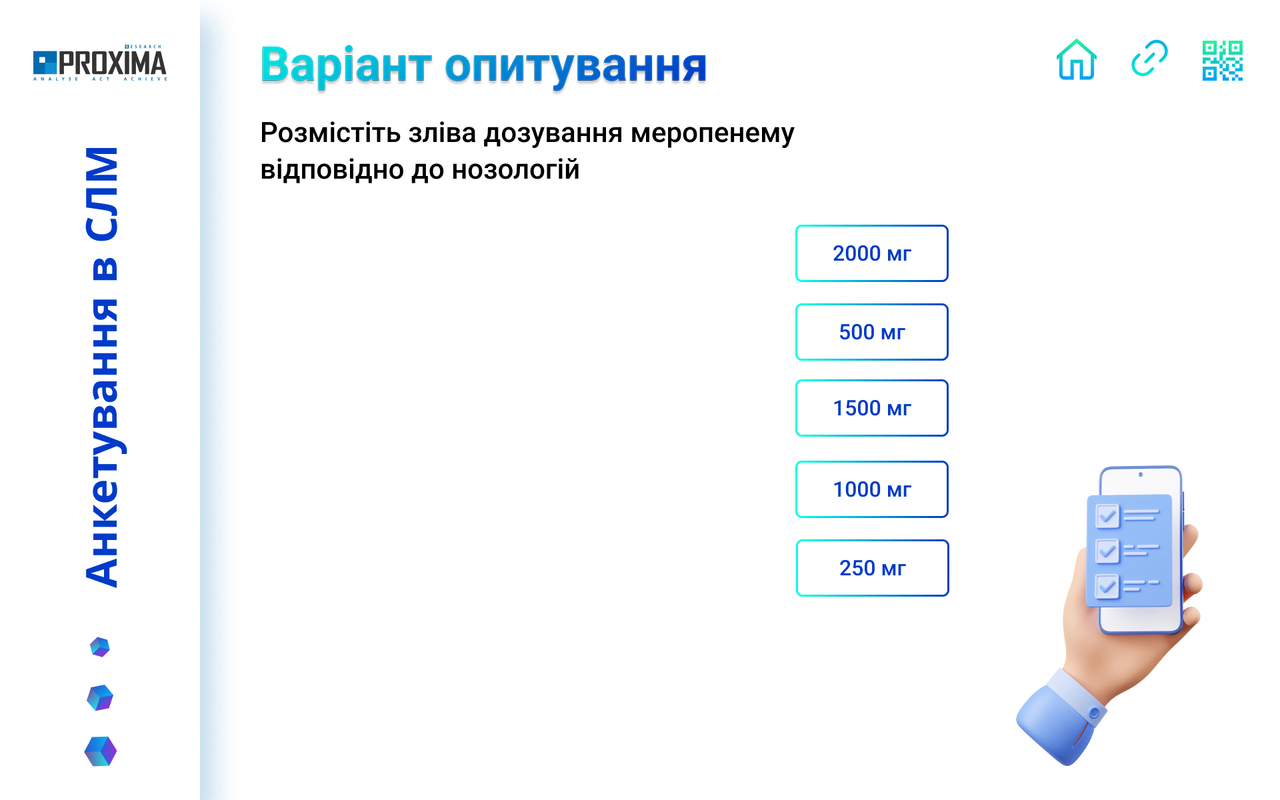 RESEARCH
PROXIMA
ANALYSE ACT ACHIEVE
Анкетування в СЛМ
Варіант опитування
Розмістіть зліва дозування меропенему
відповідно до нозологій
2000 мг
500 мг
1500 мг
1000 мг
250 мг